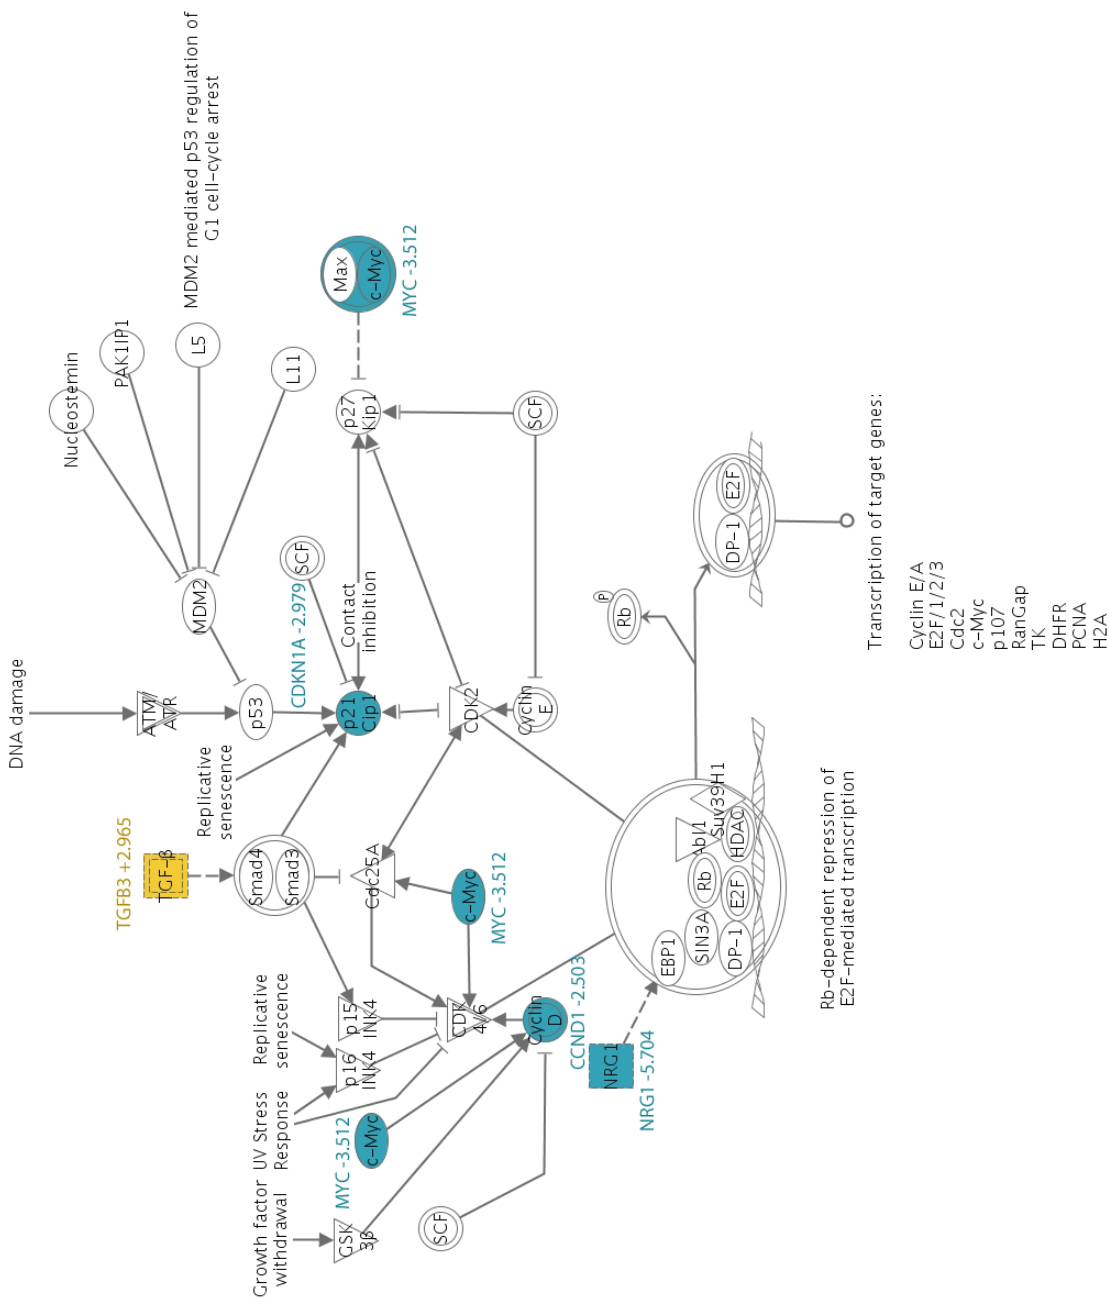 DNA damage
Nucleostemin
PAK1IP1
L5
MDM2 mediated p53 regulation of
G1 cell-cycle arrest
L11
MDM2
ATM/
ATR
p53
TGFB3 +2.965
TGF-β
Replicative
senescence
CDKN1A -2.979
SCF
Contact
inhibition
p21
Cip1
p27
Kip1
Max
c-Myc
MYC -3.512
Smad4
Smad3
Cdc25A
CDK2
Cyclin
E
SCF
Growth factor
withdrawal
UV Stress
Response
Replicative
senescence
GSK
3β
MYC -3.512
c-Myc
p16
INK4
p15
INK4
CDK
4/6
c-Myc
MYC -3.512
SCF
Cyclin
D
CCND1 -2.503
NRG1
NRG1 -5.704
EBP1
SIN3A
Rb
Abl1
Suv39H1
DP-1
E2F
HDAC
Rb
P
DP-1
E2F
Rb-dependent repression of
E2F-mediated transcription
Transcription of target genes:
Cyclin E/A
E2F/1/2/3
Cdc2
c-Myc
p107
RanGap
TK
DHFR
PCNA
H2A